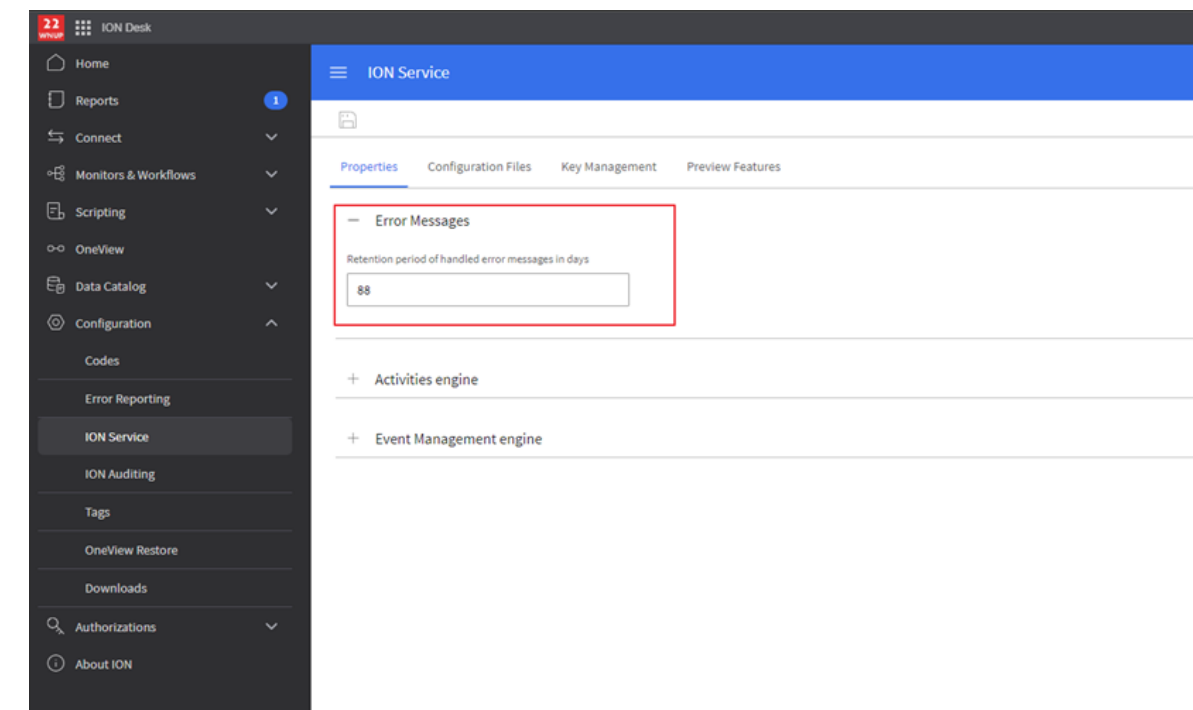 22
WNUP
ION Desk
Home
Reports
1
Connect
Monitors & Workflows
Scripting
OneView
Data Catalog
Configuration
Codes
Error Reporting
ION Service
ION Auditing
Tags
OneView Restore
Downloads
Authorizations
About ION
ION Service
Properties Configuration Files Key Management Preview Features
Error Messages
Retention period of handled error messages in days
88
Activities engine
Event Management engine